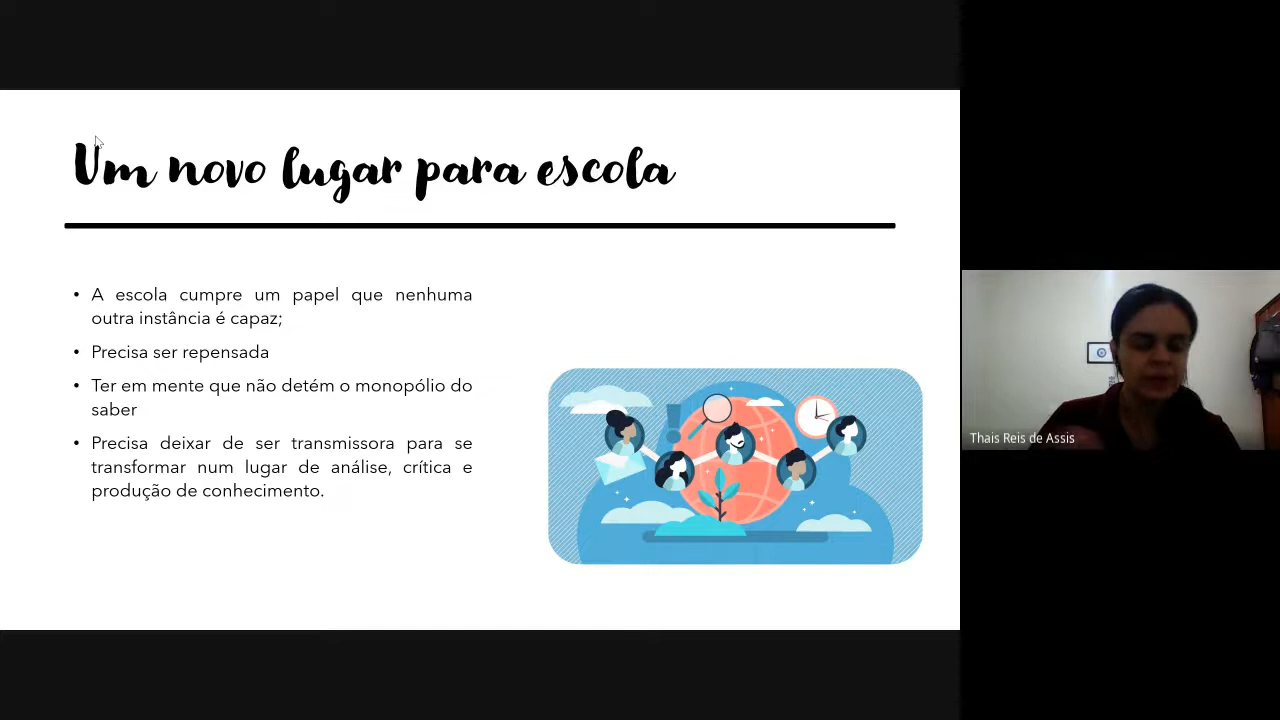 Um novo lugar para escola
• A escola cumpre um papel que nenhuma
outra instância é capaz;
• Precisa ser repensada
• Ter em mente que não detém o monopólio do
saber
• Precisa deixar de ser transmissora para se
transformar num lugar de análise, crítica e
produção de conhecimento.
Thais Reis de Assis